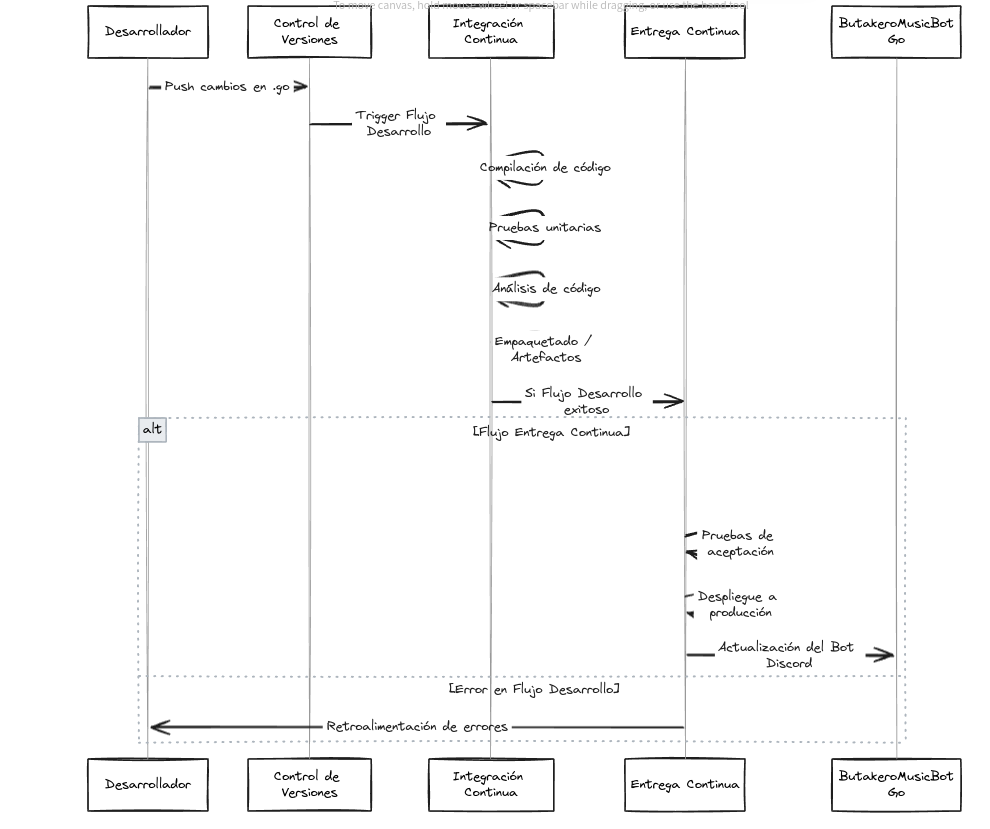 To move canvas, hold mouse wheel or spacebar while dragging, or use the hand tool
Desarrollador
Control de
Versiones
Integración
Continua
Entrega Continua
ButakeroMusicBot
Go
Push cambios en .go
Trigger Flujo
Desarrollo
Compilación de código
Pruebas unitarias
Análisis de código
Empaquetado /
Artefactos
Si Flujo Desarrollo
exitoso
alt
[Flujo Entrega Continua]
Pruebas de
aceptación
Despliegue a
producción
Actualización del Bot
Discord
[Error en Flujo Desarrollo]
Retroalimentación de errores
Desarrollador
Control de
Versiones
Integración
Continua
Entrega Continua
ButakeroMusicBot
Go